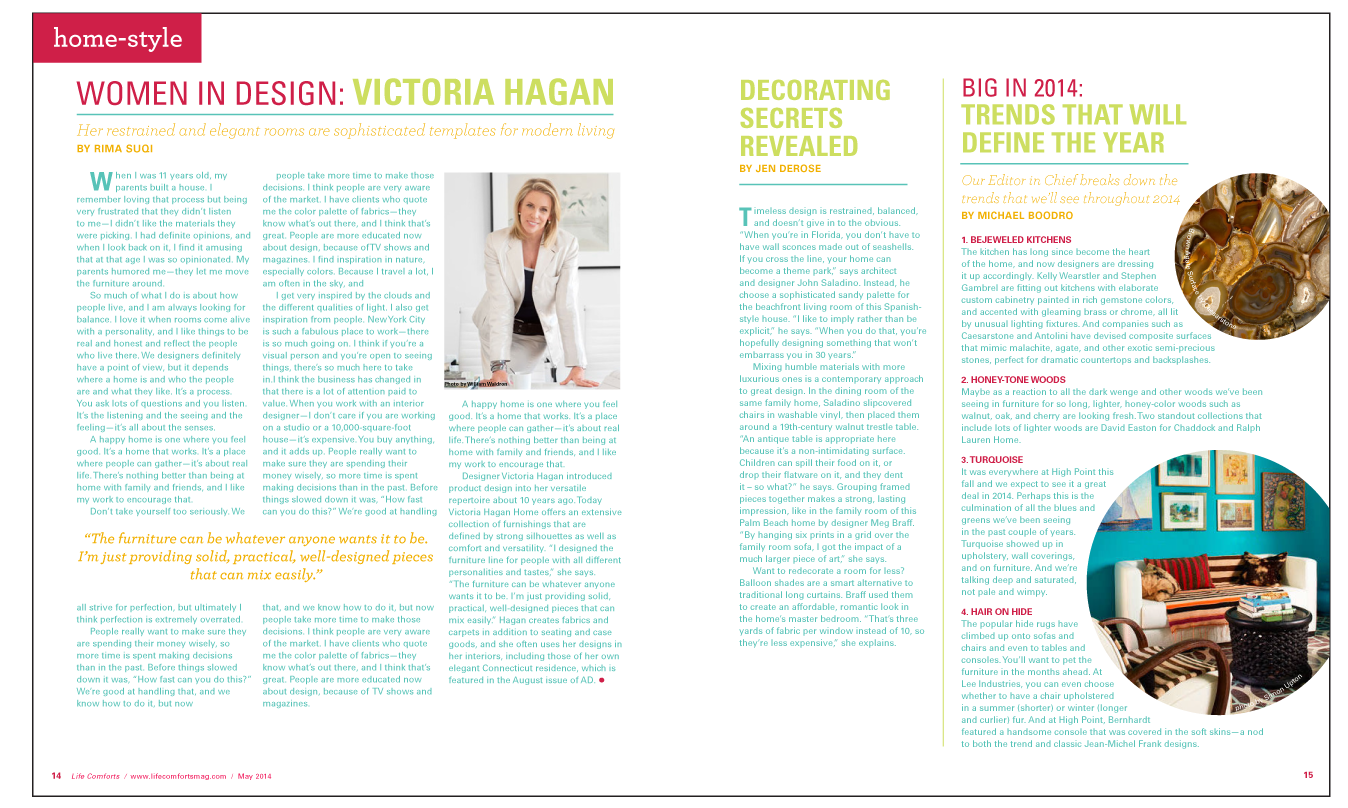 home-style
WOMEN IN DESIGN: VICTORIA HAGAN
Her restrained and elegant rooms are sophisticated templates for modern living
BY RIMA SUQI
When I was 11 years old, my
parents built a house. I
remember loving that process but being
very frustrated that they didn't listen
to me—I didn't like the materials they
were picking. I had definite opinions, and
when I look back on it, I find it amusing
that at that age I was so opinionated. My
parents humored me—they let me move
the furniture around.
So much of what I do is about how
people live, and I am always looking for
balance. I love it when rooms come alive
with a personality, and I like things to be
real and honest and reflect the people
who live there. We designers definitely
have a point of view, but it depends
where a home is and who the people
are and what they like. It's a process.
You ask lots of questions and you listen.
It's the listening and the seeing and the
feeling—it's all about the senses.
A happy home is one where you feel
good. It's a home that works. It's a place
where people can gather—it's about real
life. There's nothing better than being at
home with family and friends, and I like
my work to encourage that.
Don't take yourself too seriously. We
people take more time to make those
decisions. I think people are very aware
of the market. I have clients who quote
me the color palette of fabrics—they
know what's out there, and I think that's
great. People are more educated now
about design, because of TV shows and
magazines. I find inspiration in nature,
especially colors. Because I travel a lot, I
am often in the sky, and
I get very inspired by the clouds and
the different qualities of light. I also get
inspiration from people. New York City
is such a fabulous place to work—there
is so much going on. I think if you're a
visual person and you're open to seeing
things, there's so much here to take
in.I think the business has changed in
that there is a lot of attention paid to
value. When you work with an interior
designer—I don't care if you are working
on a studio or a 10,000-square-foot
house—it's expensive. You buy anything,
and it adds up. People really want to
make sure they are spending their
money wisely, so more time is spent
making decisions than in the past. Before
things slowed down it was, "How fast
can you do this?" We're good at handling
"The furniture can be whatever anyone wants it to be.
I'm just providing solid, practical, well-designed pieces
that can mix easily."
all strive for perfection, but ultimately I
think perfection is extremely overrated.
People really want to make sure they
are spending their money wisely, so
more time is spent making decisions
than in the past. Before things slowed
down it was, "How fast can you do this?"
We're good at handling that, and we
know how to do it, but now
that, and we know how to do it, but now
people take more time to make those
decisions. I think people are very aware
of the market. I have clients who quote
me the color palette of fabrics—they
know what's out there, and I think that's
great. People are more educated now
about design, because of TV shows and
magazines.
Photo by William Waldron
A happy home is one where you feel
good. It's a home that works. It's a place
where people can gather—it's about real
life. There's nothing better than being at
home with family and friends, and I like
my work to encourage that.
Designer Victoria Hagan introduced
product design into her versatile
repertoire about 10 years ago. Today
Victoria Hagan Home offers an extensive
collection of furnishings that are
defined by strong silhouettes as well as
comfort and versatility. "I designed the
furniture line for people with all different
personalities and tastes," she says.
"The furniture can be whatever anyone
wants it to be. I'm just providing solid,
practical, well-designed pieces that can
mix easily." Hagan creates fabrics and
carpets in addition to seating and case
goods, and she often uses her designs in
her interiors, including those of her own
elegant Connecticut residence, which is
featured in the August issue of AD.
DECORATING
SECRETS
REVEALED
BY JEN DEROSE
Timeless design is restrained, balanced,
and doesn't give in to the obvious.
"When you're in Florida, you don't have to
have wall sconces made out of seashells.
If you cross the line, your home can
become a theme park," says architect
and designer John Saladino. Instead, he
choose a sophisticated sandy palette for
the beachfront living room of this Spanish-
style house. "I like to imply rather than be
explicit," he says. "When you do that, you're
hopefully designing something that won't
embarrass you in 30 years."
Mixing humble materials with more
luxurious ones is a contemporary approach
to great design. In the dining room of the
same family home, Saladino slipcovered
chairs in washable vinyl, then placed them
around a 19th-century walnut trestle table.
"An antique table is appropriate here
because it's a non-intimidating surface.
Children can spill their food on it, or
drop their flatware on it, and they dent
it – so what?" he says. Grouping framed
pieces together makes a strong, lasting
impression, like in the family room of this
Palm Beach home by designer Meg Braff.
"By hanging six prints in a grid over the
family room sofa, I got the impact of a
much larger piece of art," she says.
Want to redecorate a room for less?
Balloon shades are a smart alternative to
traditional long curtains. Braff used them
to create an affordable, romantic look in
the home's master bedroom. "That's three
yards of fabric per window instead of 10, so
they're less expensive," she explains.
BIG IN 2014:
TRENDS THAT WILL
DEFINE THE YEAR
Our Editor in Chief breaks down the
trends that we'll see throughout 2014
BY MICHAEL BOODRO
1. BEJEWELED KITCHENS
The kitchen has long since become the heart
of the home, and now designers are dressing
it up accordingly. Kelly Wearstler and Stephen
Gambrel are fitting out kitchens with elaborate
custom cabinetry painted in rich gemstone colors,
and accented with gleaming brass or chrome, all lit
by unusual lighting fixtures. And companies such as
Caesarstone and Antolini have devised composite surfaces
that mimic malachite, agate, and other exotic semi-precious
stones, perfect for dramatic countertops and backsplashes.
2. HONEY-TONE WOODS
Maybe as a reaction to all the dark wenge and other woods we've been
seeing in furniture for so long, lighter, honey-color woods such as
walnut, oak, and cherry are looking fresh. Two standout collections that
include lots of lighter woods are David Easton for Chaddock and Ralph
Lauren Home.
3. TURQUOISE
It was everywhere at High Point this
fall and we expect to see it a great
deal in 2014. Perhaps this is the
culmination of all the blues and
greens we've been seeing
in the past couple of years.
Turquoise showed up in
upholstery, wall coverings,
and on furniture. And we're
talking deep and saturated,
not pale and wimpy.
4. HAIR ON HIDE
The popular hide rugs have
climbed up onto sofas and
chairs and even to tables and
consoles. You'll want to pet the
furniture in the months ahead. At
Lee Industries, you can even choose
whether to have a chair upholstered
in a summer (shorter) or winter (longer
and curlier) fur. And at High Point, Bernhardt
featured a handsome console that was covered in the soft skins—a nod
to both the trend and classic Jean-Michel Frank designs.
Simon Upton
14 Life Comforts / www.lifecomfortsmag.com / May 2014
15